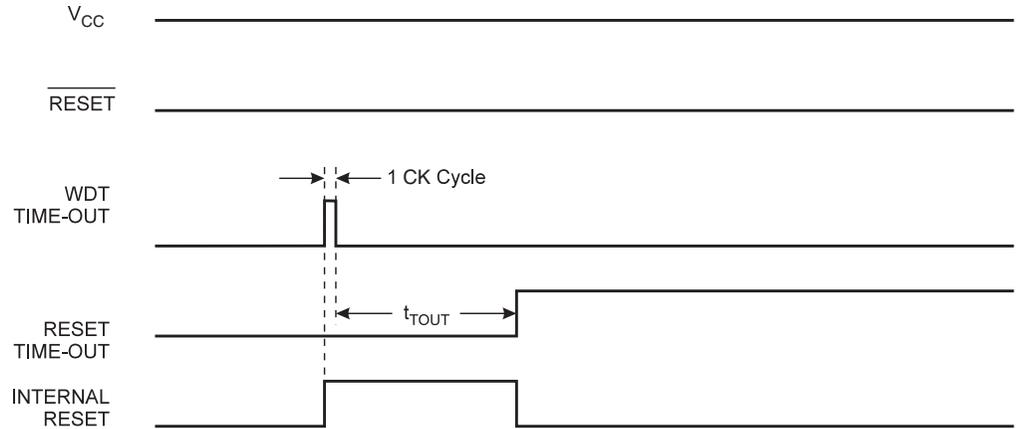 VCC
RESET
1 CK Cycle
WDT
TIME-OUT
tTOUT
RESET
TIME-OUT
INTERNAL
RESET